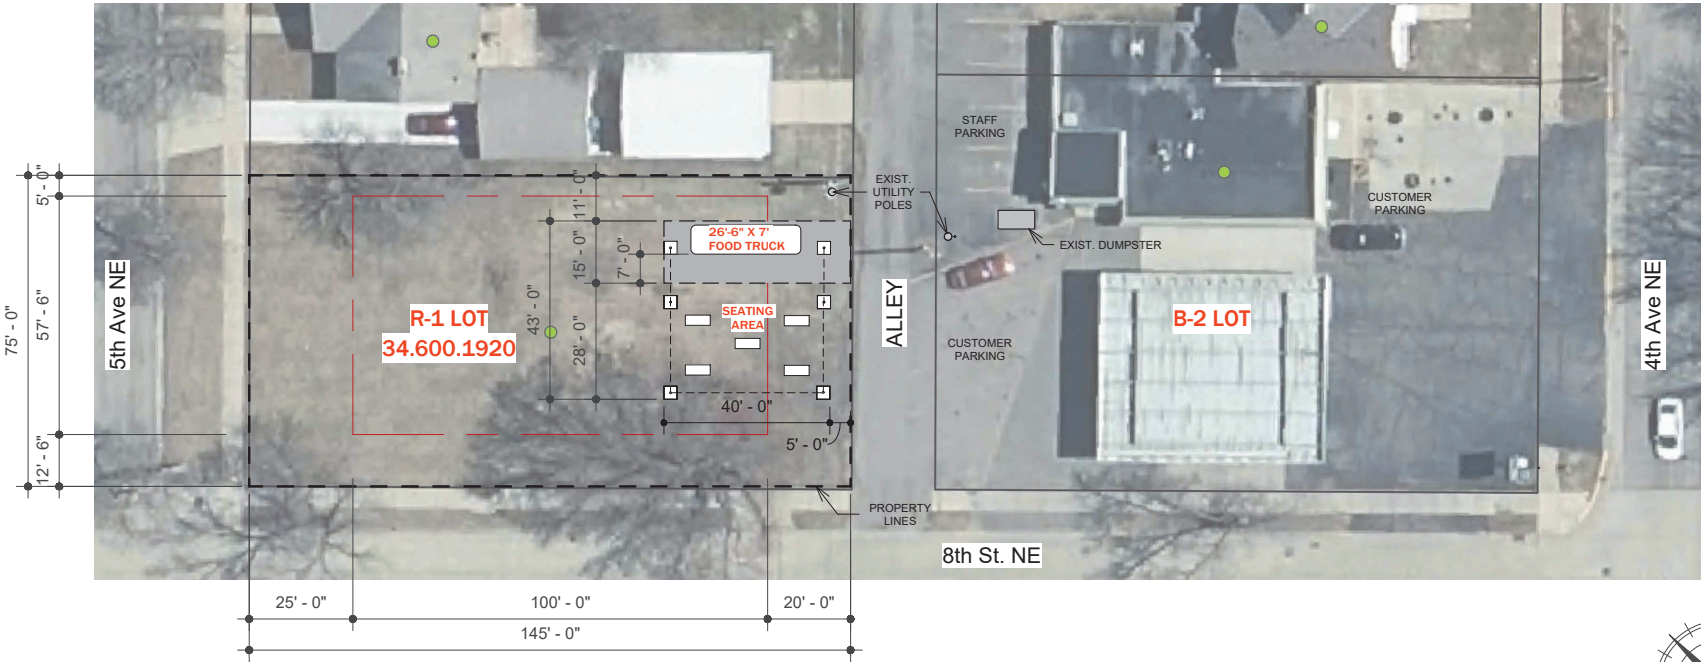 STAFF
PARKING
EXIST.
UTILITY
POLES
CUSTOMER
PARKING
EXIST. DUMPSTER
5' - 0"
11' - 0"
26'-6" X 7'
FOOD TRUCK
15' - 0"
7' - 0"
5th Ave NE
75' - 0"
57' - 6"
R-1 LOT
34.600.1920
43' - 0"
28' - 0"
SEATING
AREA
ALLEY
CUSTOMER
PARKING
B-2 LOT
4th Ave NE
40' - 0"
5' - 0"
12' - 6"
PROPERTY
LINES
8th St. NE
25' - 0"
100' - 0"
20' - 0"
145' - 0"